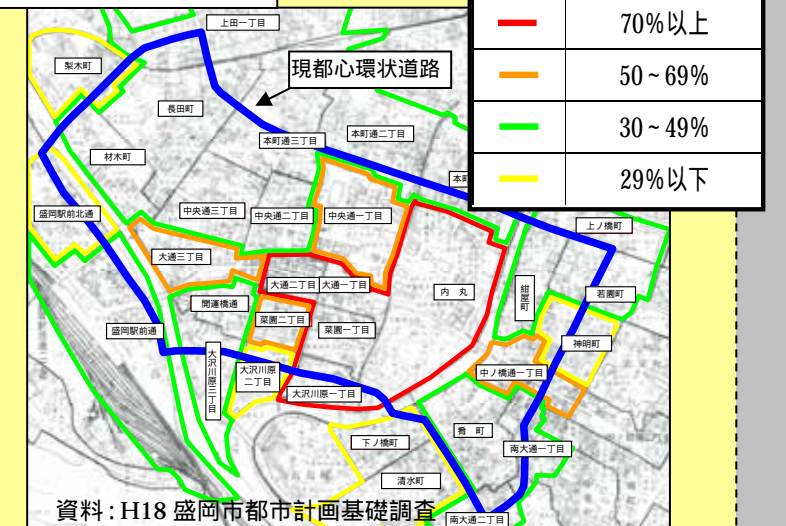 70%以上
50～69%
30～49%
29%以下
上田一丁目
現都心環状道路
梨木町
長田町
本町通三丁目
本町通二丁目
材木町
盛岡駅前北通
中央通三丁目
中央通二丁目
中央通一丁目
上ノ橋町
大通三丁目
大通二丁目
大通一丁目
内 丸
紺屋町
若園町
開運橋通
菜園二丁目
菜園一丁目
盛岡駅前通
神明町
大沢川原三丁目
大沢川原
二丁目
大沢川原一丁目
中ノ橋通一丁目
下ノ橋町
肴 町
南大通一丁目
清水町
南大通二丁目
資料：H18 盛岡市都市計画基礎調査